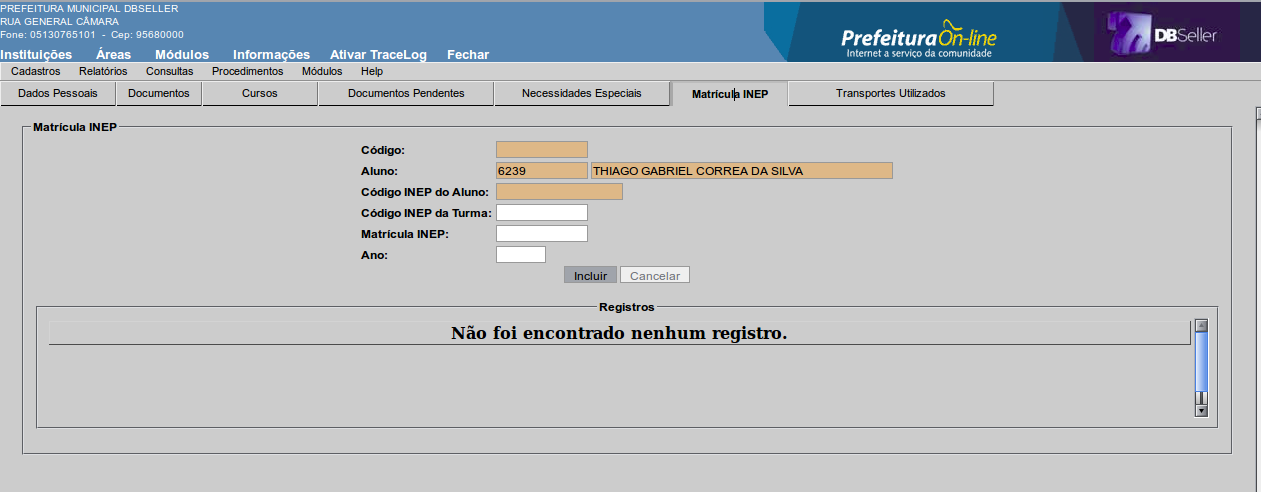 PREFEITURA MUNICIPAL DBSELLER
RUA GENERAL CÂMARA
Fone: 05130765101 - Cep: 95680000
PrefeituraOn-line
Internet a serviço da comunidade
DBSeller
Instituições Áreas Módulos Informações Ativar TraceLog Fechar
Cadastros Relatórios Consultas Procedimentos Módulos Help
Dados Pessoais Documentos Cursos Documentos Pendentes Necessidades Especiais Matrícula INEP Transportes Utilizados
Matrícula INEP
Código:
Aluno: 6239 THIAGO GABRIEL CORREA DA SILVA
Código INEP do Aluno:
Código INEP da Turma:
Matrícula INEP:
Ano:
Incluir Cancelar
Registros
Não foi encontrado nenhum registro.